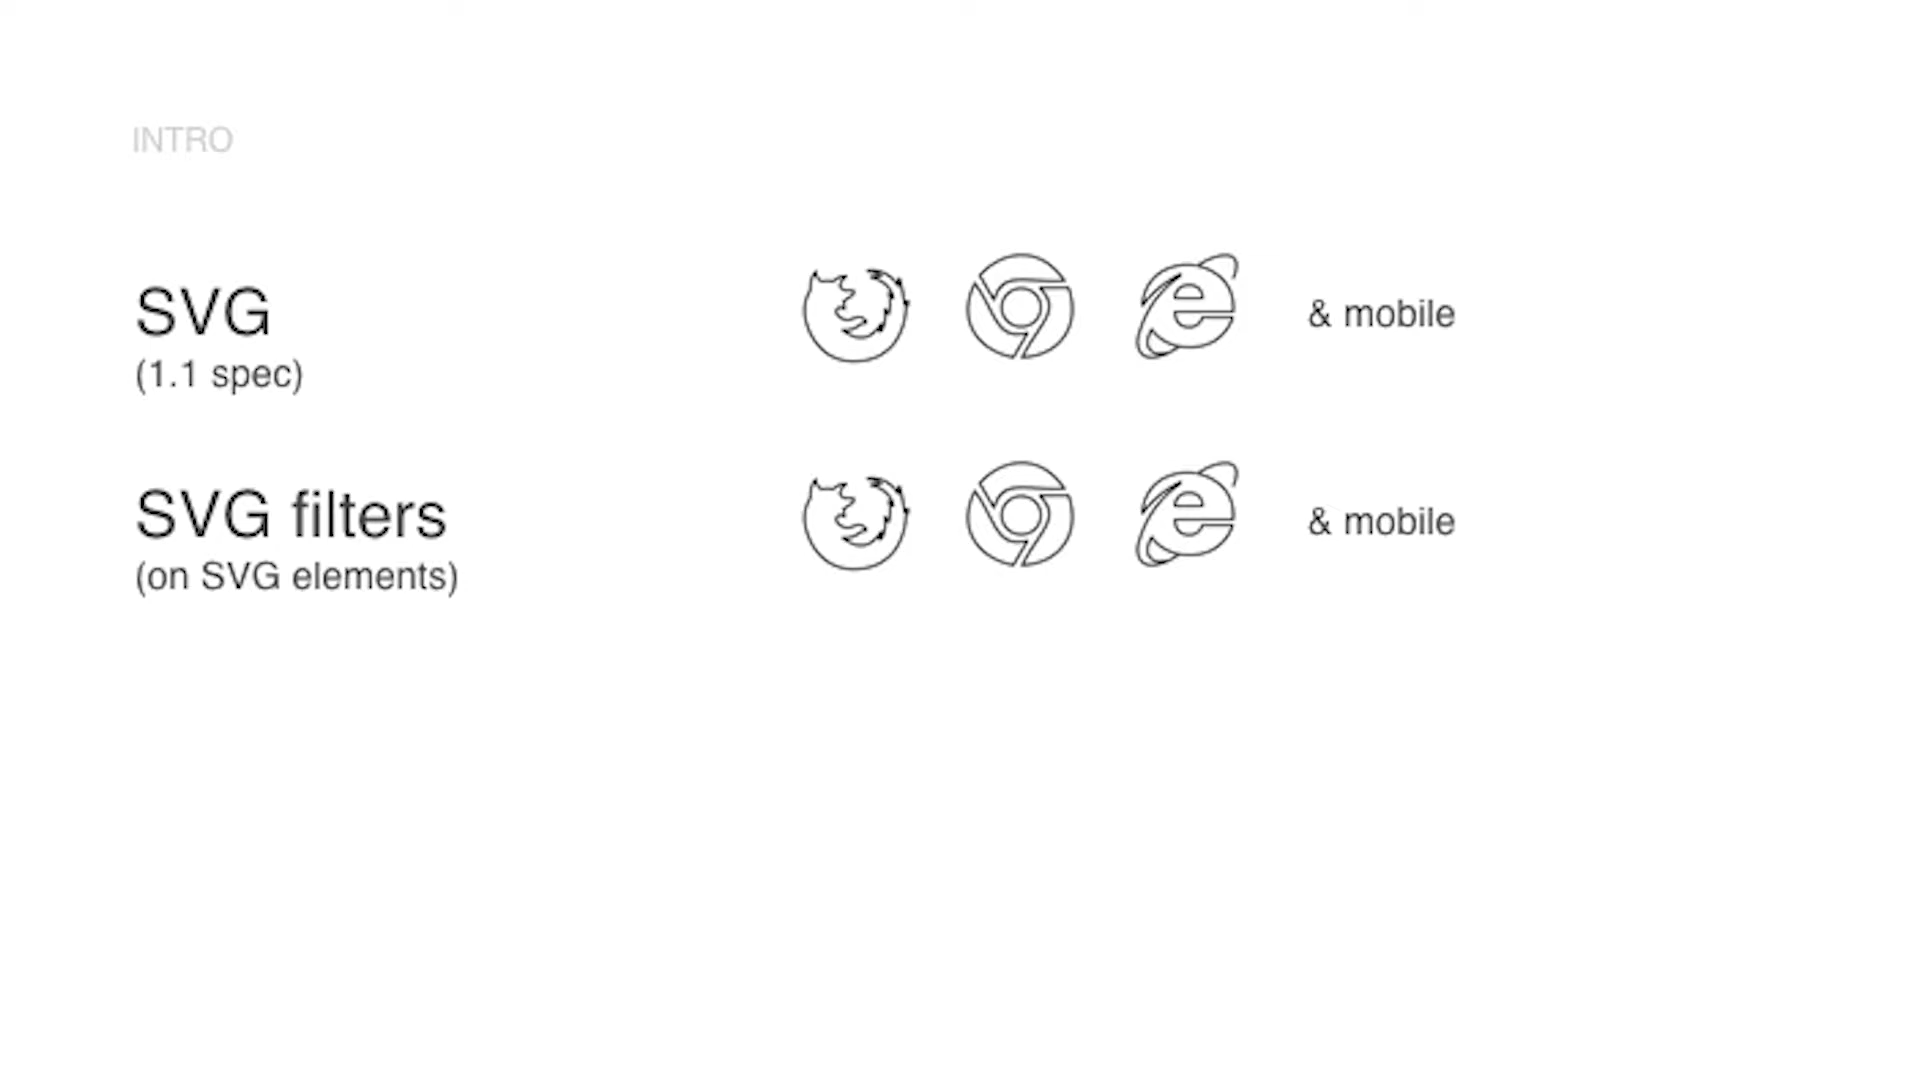 INTRO
SVG
(1.1 spec)
& mobile
SVG filters
(on SVG elements)
& mobile